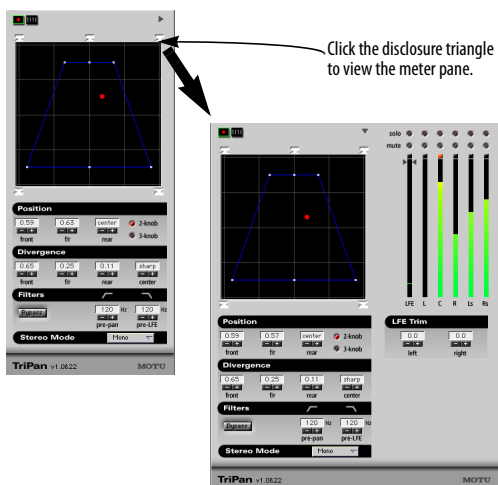 Click the disclosure triangle
to view the meter pane.
Position
0.59 0.63 center 2-knob
3-knob
front f/r rear
Divergence
0.65 0.25 0.11 sharp
front f/r rear center
Filters
Bypass 120 Hz 120 Hz
pre-pan pre-LFE
Stereo Mode Mono
TriPan v1.0b22 MOTU
solo
mute
LFE L C R Ls Rs
Position
0.59 0.57 center 2-knob
3-knob
front f/r rear
Divergence
0.65 0.25 0.11 sharp
front f/r rear center
Filters
Bypass 120 Hz 120 Hz
pre-pan pre-LFE
Stereo Mode Mono
LFE Trim
0.0 0.0
left right
TriPan v1.0b22 MOTU